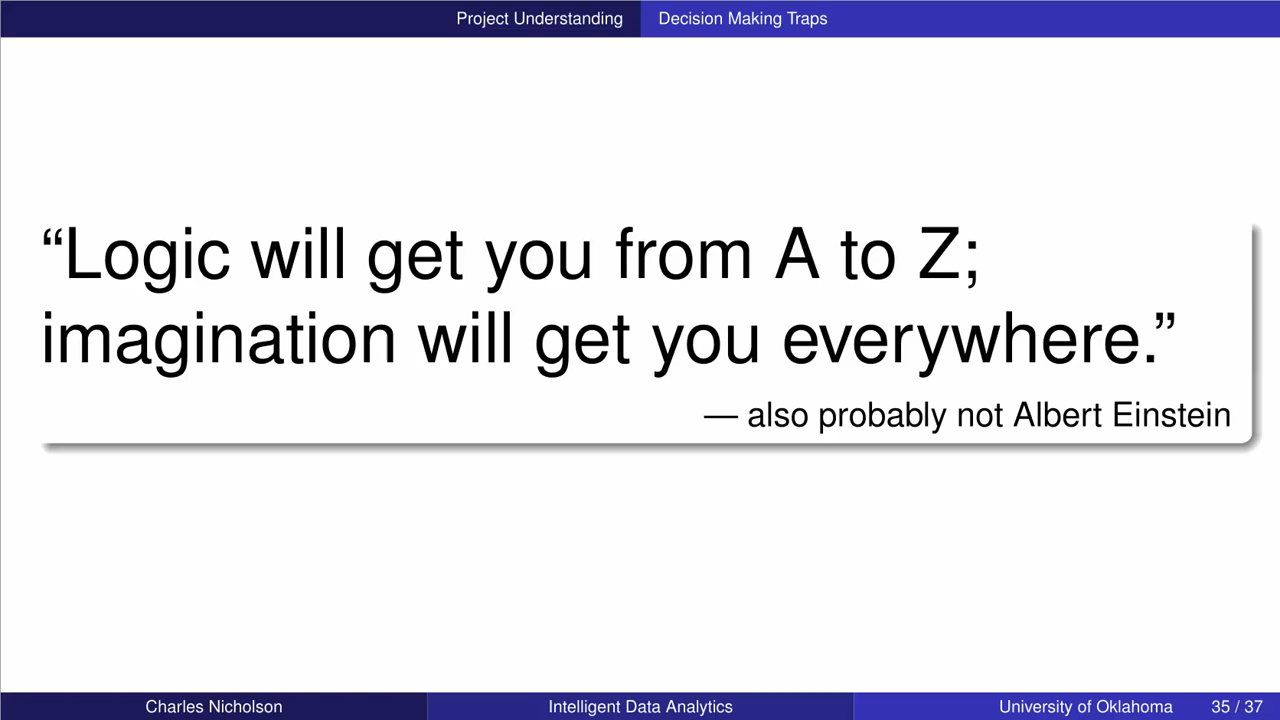 Project Understanding Decision Making Traps
“Logic will get you from A to Z;
imagination will get you everywhere.”
— also probably not Albert Einstein
Charles Nicholson Intelligent Data Analytics University of Oklahoma 35 / 37